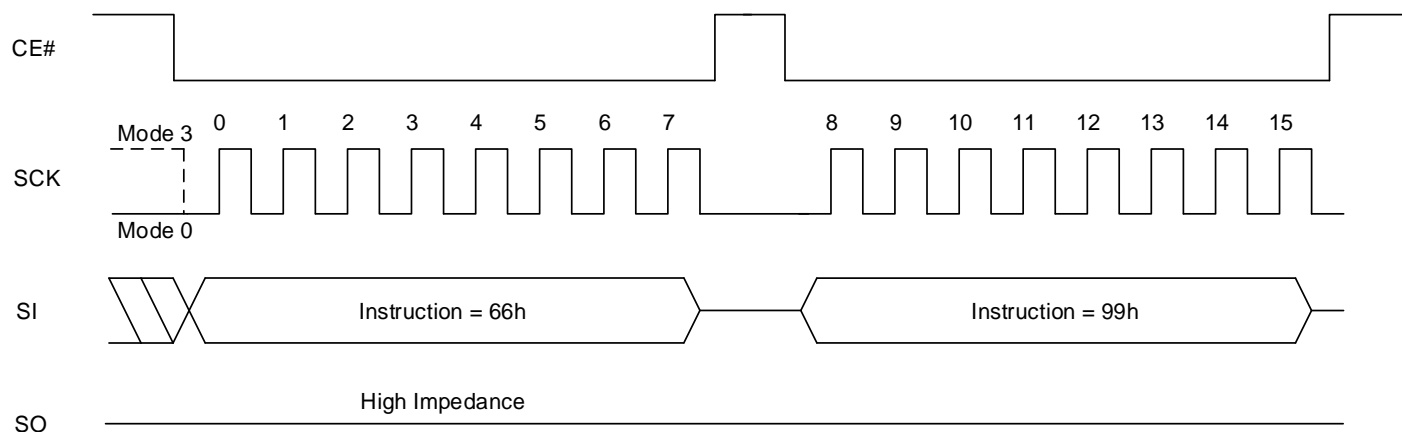 CE#
Mode 3
0 1 2 3 4 5 6 7 8 9 10 11 12 13 14 15
SCK
Mode 0
SI
Instruction = 66h
Instruction = 99h
High Impedance
SO